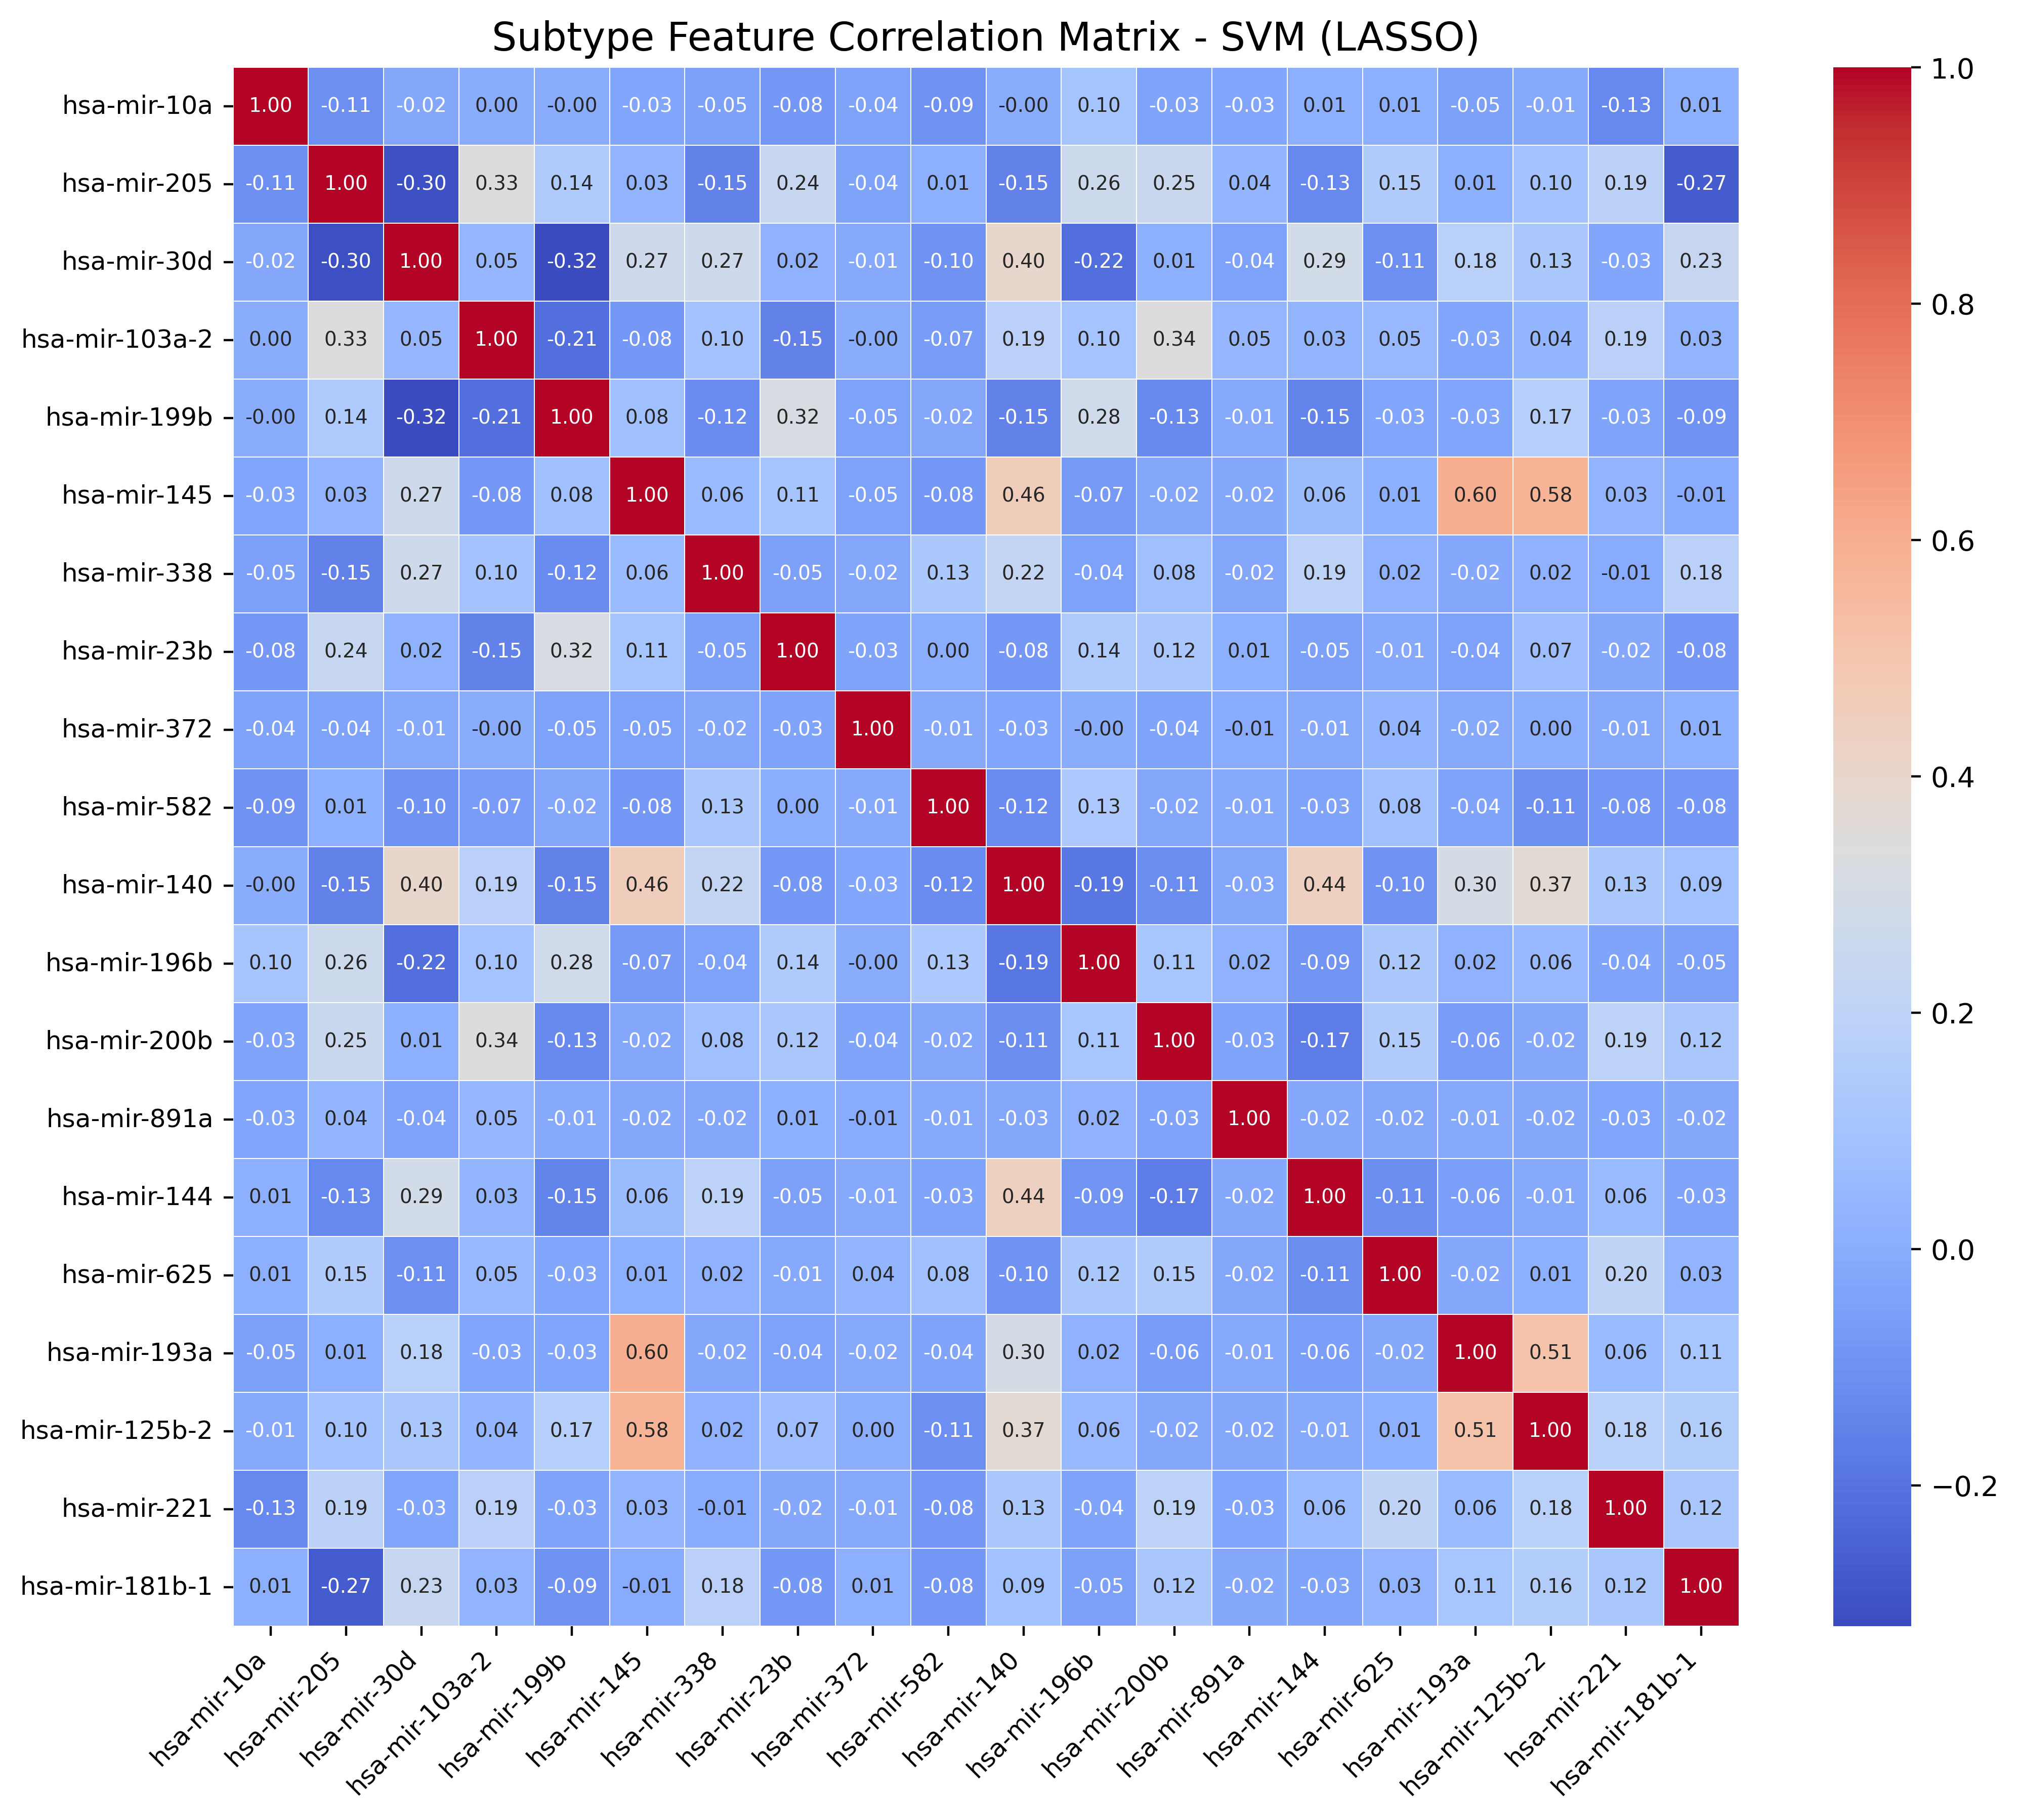 Subtype Feature Correlation Matrix - SVM (LASSO)
hsa-mir-10a 1.00 -0.11 -0.02 0.00 -0.00 -0.03 -0.05 -0.08 -0.04 -0.09 -0.00 0.10 -0.03 -0.03 0.01 0.01 -0.05 -0.01 -0.13 0.01
hsa-mir-205 -0.11 1.00 -0.30 0.33 0.14 0.03 -0.15 0.24 -0.04 0.01 -0.15 0.26 0.25 0.04 -0.13 0.15 0.01 0.10 0.19 -0.27
hsa-mir-30d -0.02 -0.30 1.00 0.05 -0.32 0.27 0.27 0.02 -0.01 -0.10 0.40 -0.22 0.01 -0.04 0.29 -0.11 0.18 0.13 -0.03 0.23
hsa-mir-103a-2 0.00 0.33 0.05 1.00 -0.21 -0.08 0.10 -0.15 -0.00 -0.07 0.19 0.10 0.34 0.05 0.03 0.05 -0.03 0.04 0.19 0.03
hsa-mir-199b -0.00 0.14 -0.32 -0.21 1.00 0.08 -0.12 0.32 -0.05 -0.02 -0.15 0.28 -0.13 -0.01 -0.15 -0.03 -0.03 0.17 -0.03 -0.09
hsa-mir-145 -0.03 0.03 0.27 -0.08 0.08 1.00 0.06 0.11 -0.05 -0.08 0.46 -0.07 -0.02 -0.02 0.06 0.01 0.60 0.58 0.03 -0.01
hsa-mir-338 -0.05 -0.15 0.27 0.10 -0.12 0.06 1.00 -0.05 -0.02 0.13 0.22 -0.04 0.08 -0.02 0.19 0.02 -0.02 0.02 -0.01 0.18
hsa-mir-23b -0.08 0.24 0.02 -0.15 0.32 0.11 -0.05 1.00 -0.03 0.00 -0.08 0.14 0.12 0.01 -0.05 -0.01 -0.04 0.07 -0.02 -0.08
hsa-mir-372 -0.04 -0.04 -0.01 -0.00 -0.05 -0.05 -0.02 -0.03 1.00 -0.01 -0.03 -0.00 -0.04 -0.01 -0.01 0.04 -0.02 0.00 -0.01 0.01
hsa-mir-582 -0.09 0.01 -0.10 -0.07 -0.02 -0.08 0.13 0.00 -0.01 1.00 -0.12 0.13 -0.02 -0.01 -0.03 0.08 -0.04 -0.11 -0.08 -0.08
hsa-mir-140 -0.00 -0.15 0.40 0.19 -0.15 0.46 0.22 -0.08 -0.03 -0.12 1.00 -0.19 -0.11 -0.03 0.44 -0.10 0.30 0.37 0.13 0.09
hsa-mir-196b 0.10 0.26 -0.22 0.10 0.28 -0.07 -0.04 0.14 -0.00 0.13 -0.19 1.00 0.11 0.02 -0.09 0.12 0.02 0.06 -0.04 -0.05
hsa-mir-200b -0.03 0.25 0.01 0.34 -0.13 -0.02 0.08 0.12 -0.04 -0.02 -0.11 0.11 1.00 -0.03 -0.17 0.15 -0.06 -0.02 0.19 0.12
hsa-mir-891a -0.03 0.04 -0.04 0.05 -0.01 -0.02 -0.02 0.01 -0.01 -0.01 -0.03 0.02 -0.03 1.00 -0.02 -0.02 -0.01 -0.02 -0.03 -0.02
hsa-mir-144 0.01 -0.13 0.29 0.03 -0.15 0.06 0.19 -0.05 -0.01 -0.03 0.44 -0.09 -0.17 -0.02 1.00 -0.11 -0.06 -0.01 0.06 -0.03
hsa-mir-625 0.01 0.15 -0.11 0.05 -0.03 0.01 0.02 -0.01 0.04 0.08 -0.10 0.12 0.15 -0.02 -0.11 1.00 -0.02 0.01 0.20 0.03
hsa-mir-193a -0.05 0.01 0.18 -0.03 -0.03 0.60 -0.02 -0.04 -0.02 -0.04 0.30 0.02 -0.06 -0.01 -0.06 -0.02 1.00 0.51 0.06 0.11
hsa-mir-125b-2 -0.01 0.10 0.13 0.04 0.17 0.58 0.02 0.07 0.00 -0.11 0.37 0.06 -0.02 -0.02 -0.01 0.01 0.51 1.00 0.18 0.16
hsa-mir-221 -0.13 0.19 -0.03 0.19 -0.03 0.03 -0.01 -0.02 -0.01 -0.08 0.13 -0.04 0.19 -0.03 0.06 0.20 0.06 0.18 1.00 0.12
hsa-mir-181b-1 0.01 -0.27 0.23 0.03 -0.09 -0.01 0.18 -0.08 0.01 -0.08 0.09 -0.05 0.12 -0.02 -0.03 0.03 0.11 0.16 0.12 1.00
hsa-mir-10a
hsa-mir-205
hsa-mir-30d
hsa-mir-103a-2
hsa-mir-199b
hsa-mir-145
hsa-mir-338
hsa-mir-23b
hsa-mir-372
hsa-mir-582
hsa-mir-140
hsa-mir-196b
hsa-mir-200b
hsa-mir-891a
hsa-mir-144
hsa-mir-625
hsa-mir-193a
hsa-mir-125b-2
hsa-mir-221
hsa-mir-181b-1
1.0
0.8
0.6
0.4
0.2
0.0
−0.2